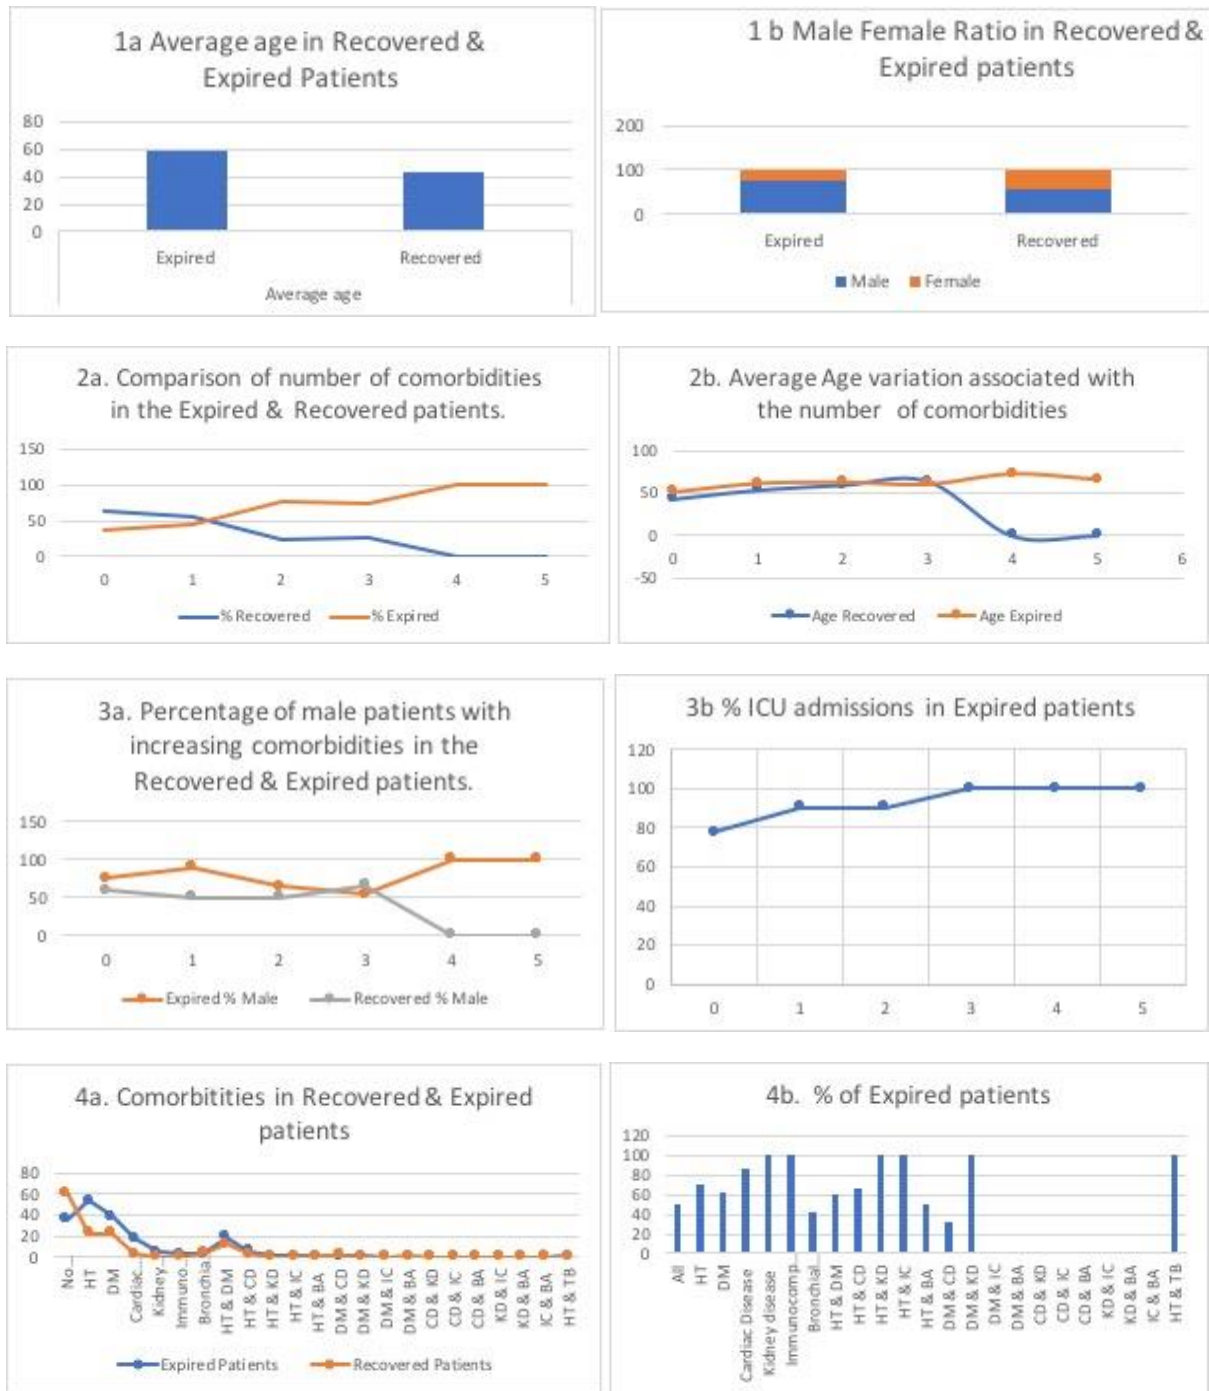 1a Average age in Recovered &
Expired Patients
80
60
40
20
0
Expired Recovered
Average age
1 b Male Female Ratio in Recovered &
Expired patients
200
100
0
Expired Recovered
Male Female
2a. Comparison of number of comorbidities
in the Expired & Recovered patients.
150
100
50
0
0 1 2 3 4 5
% Recovered % Expired
2b. Average Age variation associated with
the number of comorbidities
100
50
0
-50
0 1 2 3 4 5 6
Age Recovered Age Expired
3a. Percentage of male patients with
increasing comorbidities in the
Recovered & Expired patients.
150
100
50
0
0 1 2 3 4 5
Expired % Male Recovered % Male
3b % ICU admissions in Expired patients
120
100
80
60
40
20
0
0 1 2 3 4 5
4a. Comorbitities in Recovered & Expired
patients
80
60
40
20
0
No...
HT
DM
Cardiac...
Kidney...
Immuno...
Bronchia...
HT & DM
HT & CD
HT & KD
HT & IC
HT & BA
DM & CD
DM & KD
DM & IC
DM & BA
CD & KD
CD & IC
CD & BA
KD & IC
KD & BA
IC & BA
HT & TB
Expired Patients Recovered Patients
4b. % of Expired patients
120
100
80
60
40
20
0
All
HT
DM
Cardiac Disease
Kidney disease
Immunocomp...
Bronchial...
HT & DM
HT & CD
HT & KD
HT & IC
HT & BA
DM & CD
DM & KD
DM & IC
DM & BA
CD & KD
CD & IC
CD & BA
KD & IC
KD & BA
IC & BA
HT & TB